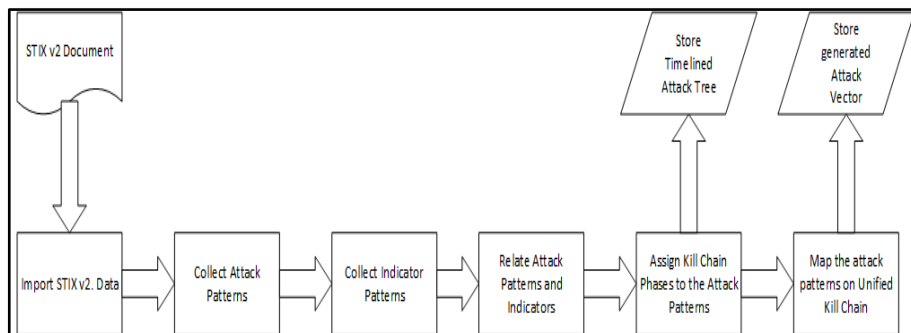 STIX v2 Document
Store
Timelined
Attack Tree
Store
generated
Attack
Vector
Import STIX v2. Data
Collect Attack
Patterns
Collect Indicator
Patterns
Relate Attack
Patterns and
Indicators
Assign Kill Chain
Phases to the Attack
Patterns
Map the attack
patterns on Unified
Kill Chain